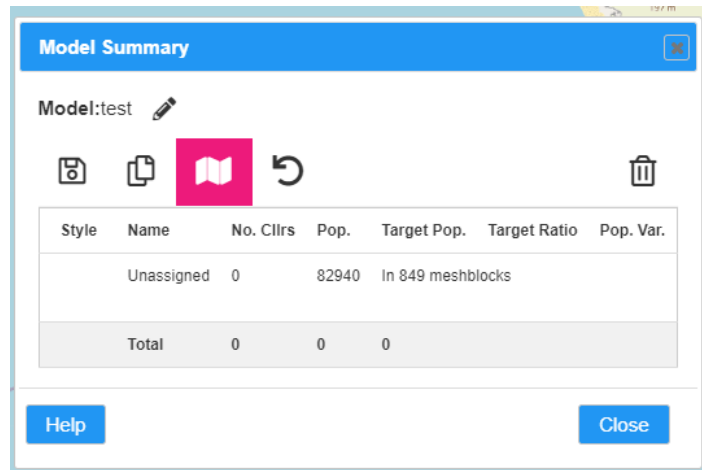 197 m
Model Summary
Model:test
Style Name No. Cllrs Pop. Target Pop. Target Ratio Pop. Var.
Unassigned 0 82940 In 849 meshblocks
Total 0 0 0
Help Close